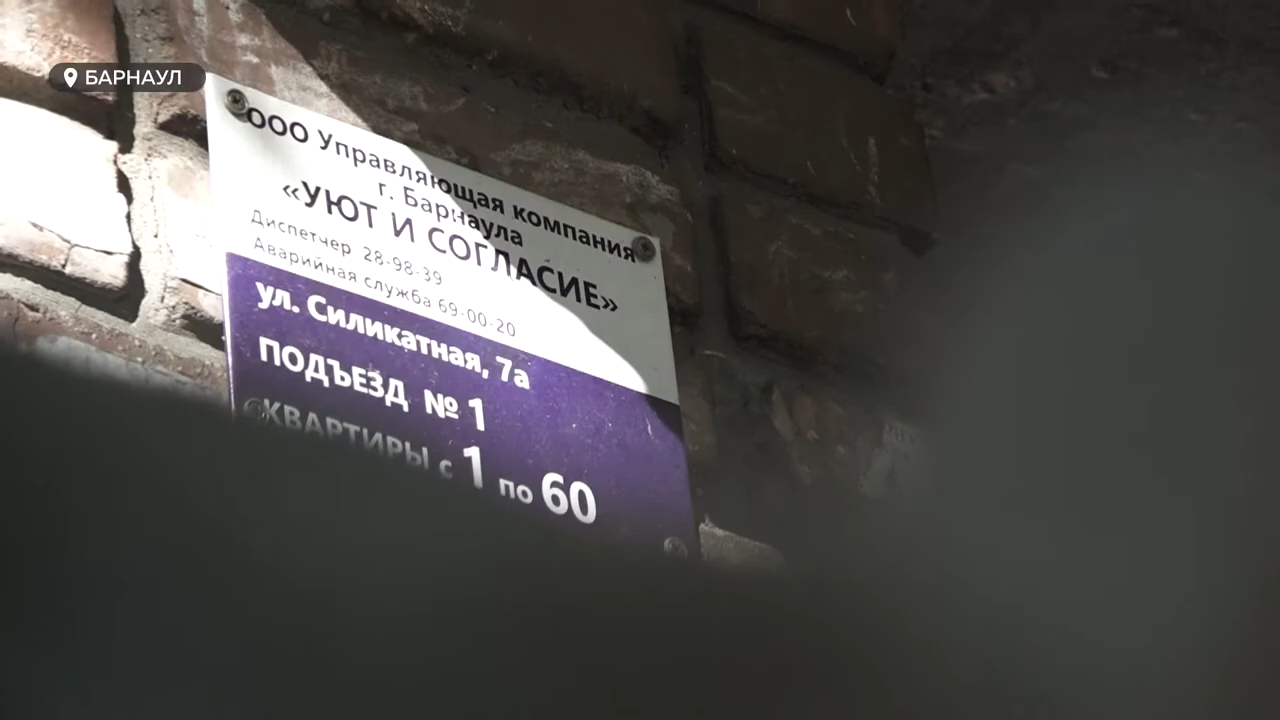 БАРНАУЛ
ООО Управляющая компания
г. Барнаула
«УЮТ И СОГЛАСИЕ»
Диспетчер 28-98-39
Аварийная служба 69-00-20
ул. Силикатная, 7а
ПОДЪЕЗД № 1
КВАРТИРЫ с 1 по 60